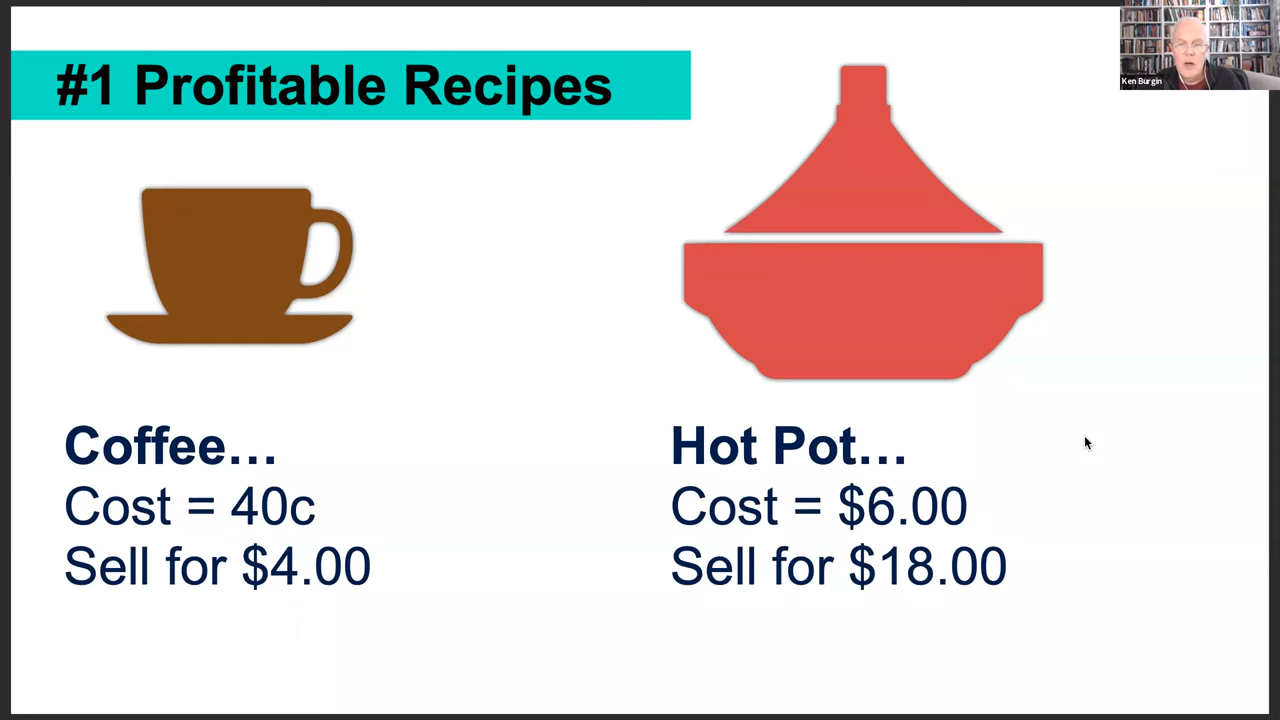 #1 Profitable Recipes
Ken Burgin
Coffee…
Cost = 40c
Sell for $4.00
Hot Pot…
Cost = $6.00
Sell for $18.00